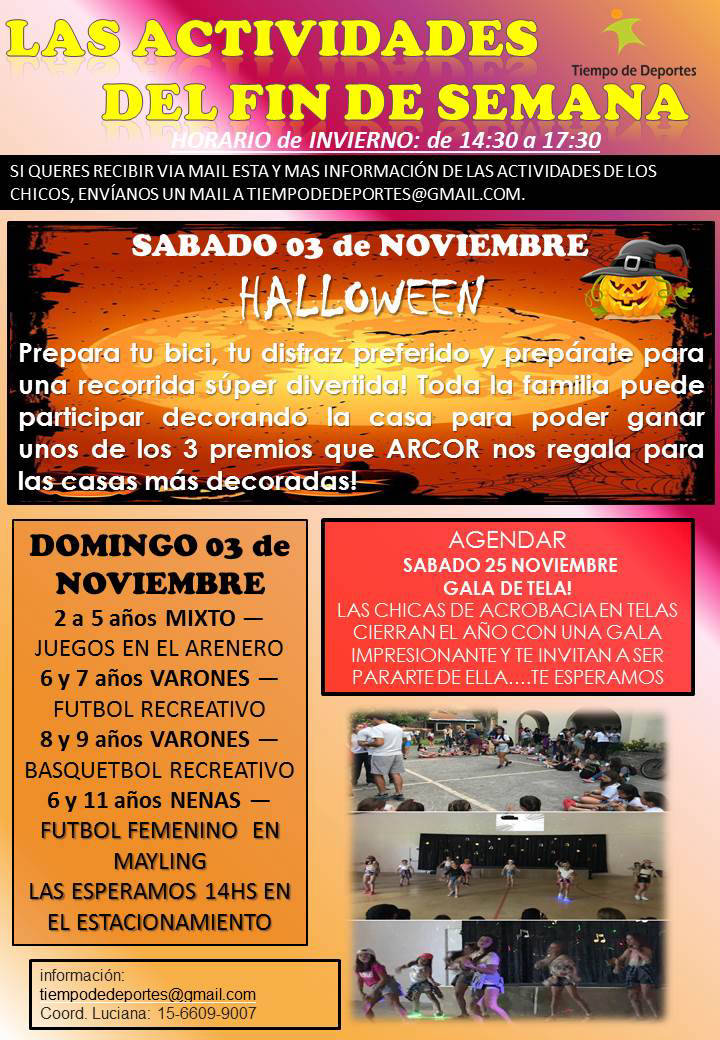 LAS ACTIVIDADES
DEL FIN DE SEMANA
Tiempo de Deportes
HORARIO de INVIERNO: de 14:30 a 17:30
SI QUERES RECIBIR VIA MAIL ESTA Y MAS INFORMACIÓN DE LAS ACTIVIDADES DE LOS
CHICOS, ENVÍANOS UN MAIL A TIEMPODEDEPORTES@GMAIL.COM.
SABADO 03 de NOVIEMBRE
HALLOWEEN
Prepara tu bici, tu disfraz preferido y prepárate para
una recorrida súper divertida! Toda la familia puede
participar decorando la casa para poder ganar
unos de los 3 premios que ARCOR nos regala para
las casas más decoradas!
DOMINGO 03 de
NOVIEMBRE
2 a 5 años MIXTO —
JUEGOS EN EL ARENERO
6 y 7 años VARONES —
FUTBOL RECREATIVO
8 y 9 años VARONES —
BASQUETBOL RECREATIVO
6 y 11 años NENAS —
FUTBOL FEMENINO EN
MAYLING
LAS ESPERAMOS 14HS EN
EL ESTACIONAMIENTO
AGENDAR
SABADO 25 NOVIEMBRE
GALA DE TELA!
LAS CHICAS DE ACROBACIA EN TELAS
CIERRAN EL AÑO CON UNA GALA
IMPRESIONANTE Y TE INVITAN A SER
PARARTE DE ELLA....TE ESPERAMOS
información:
tiempodedeportes@gmail.com
Coord. Luciana: 15-6609-9007